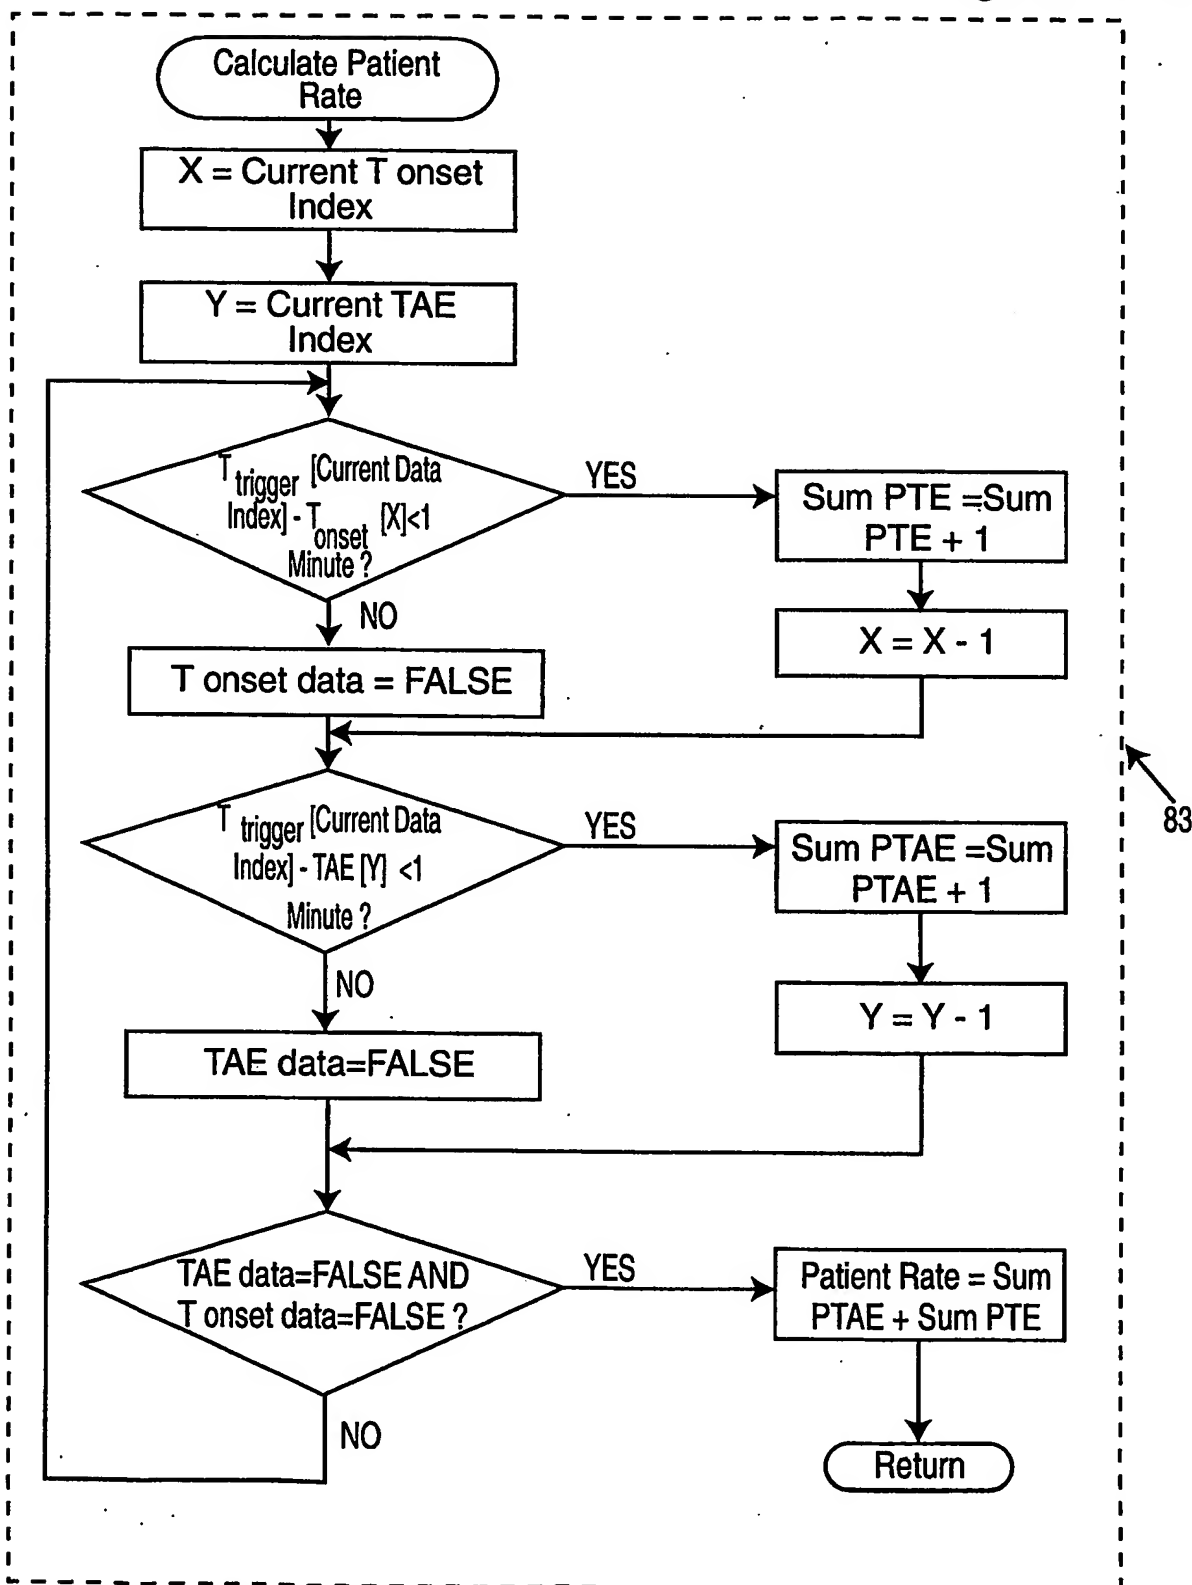 Calculate Patient
Rate
X = Current T onset
Index
Y = Current TAE
Index
T trigger [Current Data
Index] - T onset [X]<1
Minute ?
YES
Sum PTE =Sum
PTE + 1
X = X - 1
NO
T onset data = FALSE
T trigger [Current Data
Index] - TAE [Y] <1
Minute ?
YES
Sum PTAE =Sum
PTAE + 1
Y = Y - 1
NO
TAE data=FALSE
83
TAE data=FALSE AND
T onset data=FALSE ?
YES
Patient Rate = Sum
PTAE + Sum PTE
NO
Return